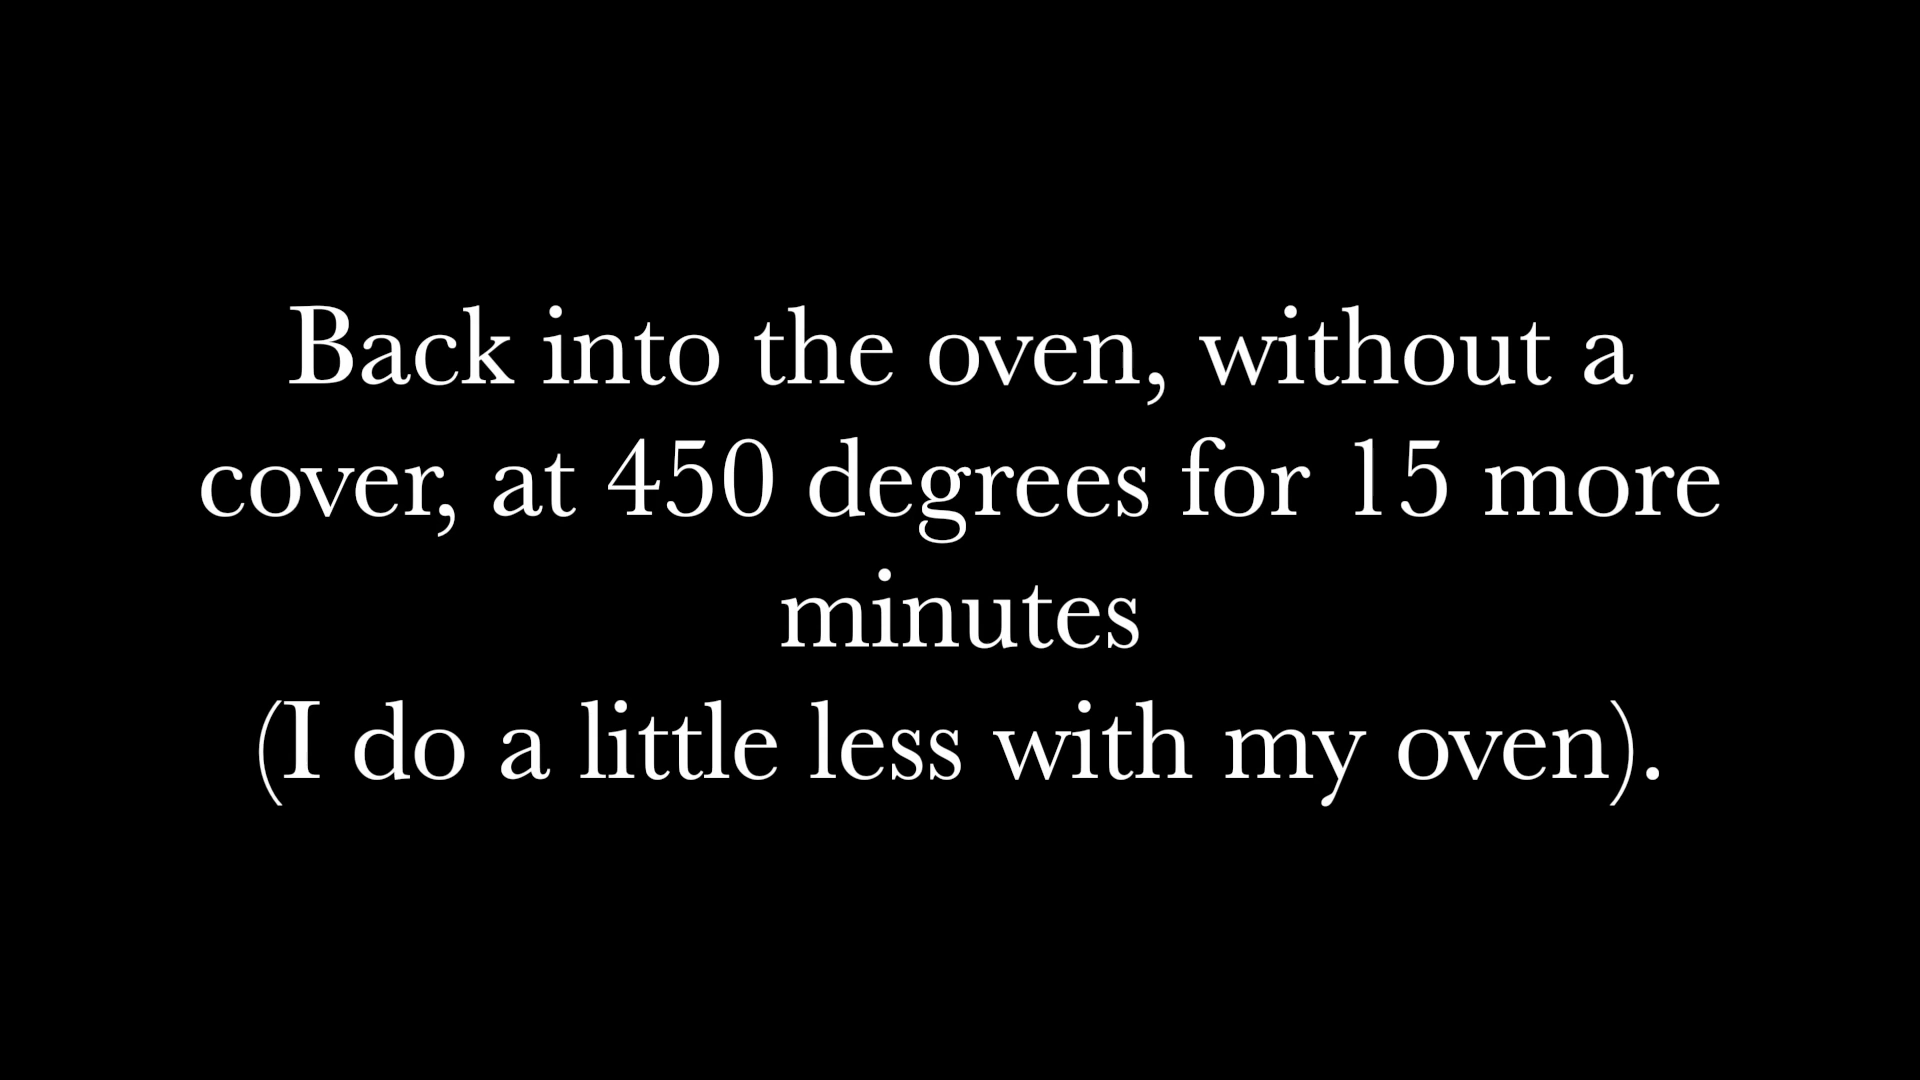 Back into the oven, without a
cover, at 450 degrees for 15 more
minutes
(I do a little less with my oven).